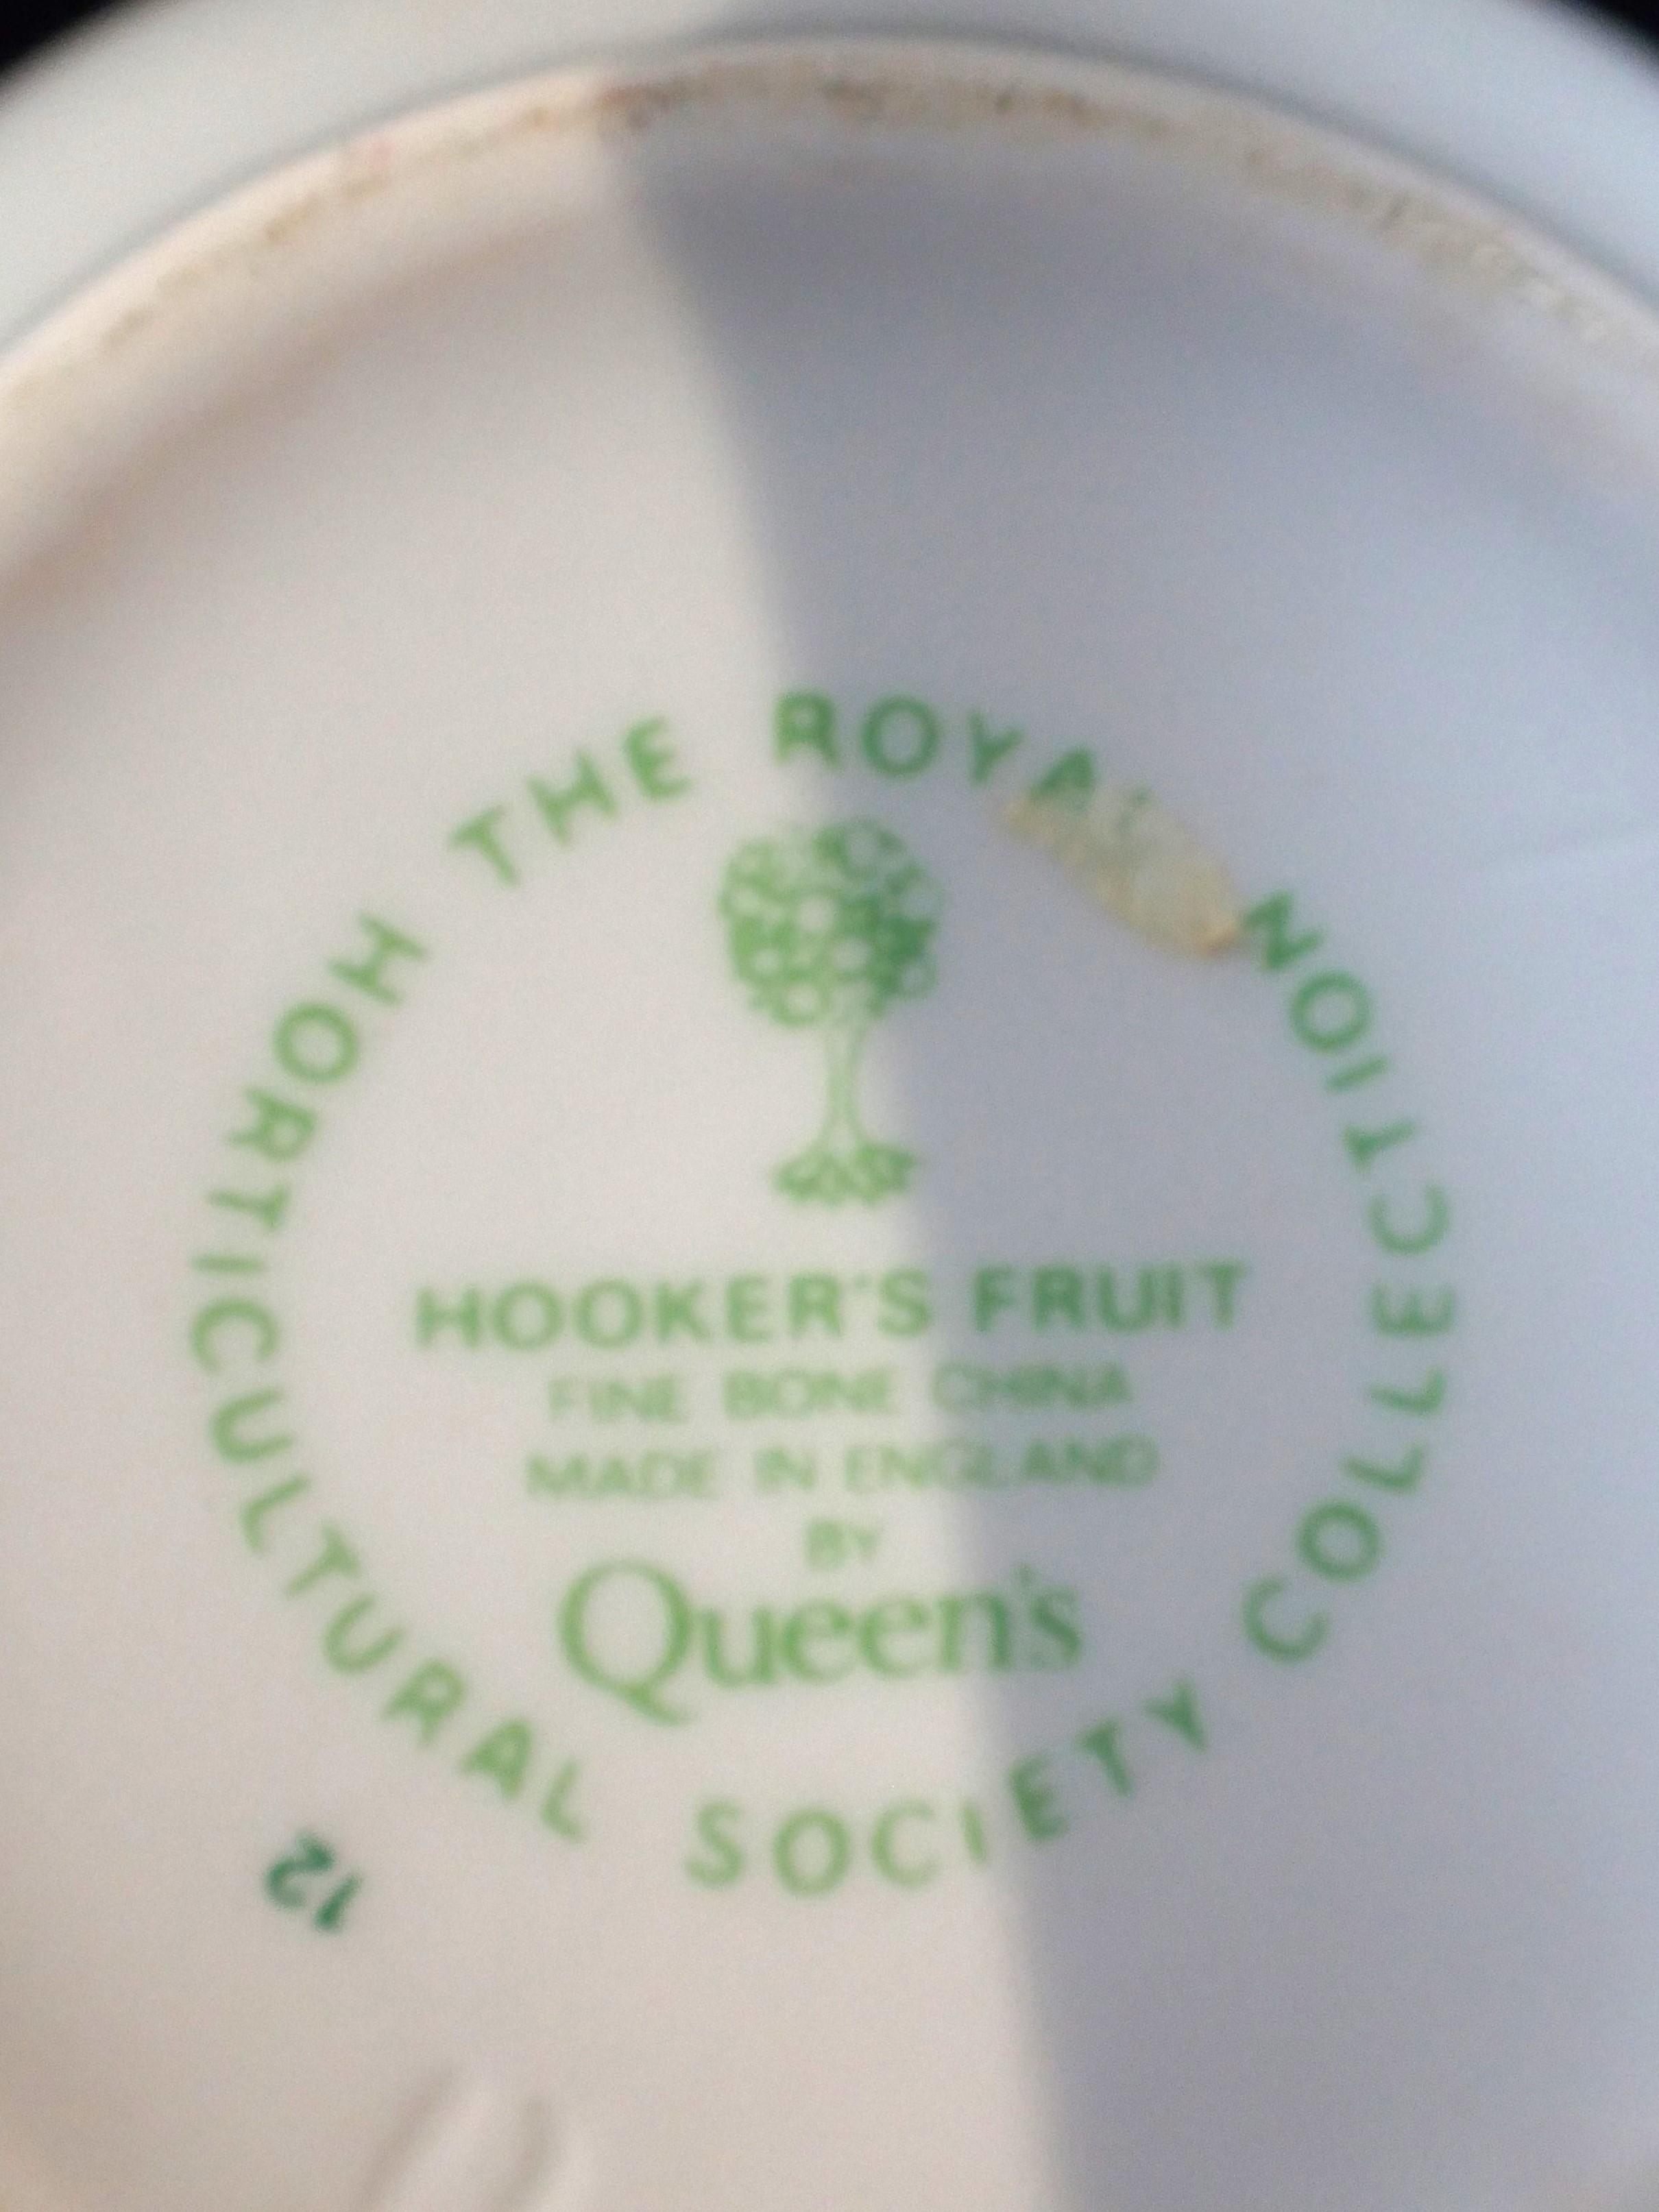 THE ROYAL HORTICULTURAL SOCIETY COLLECTION
HOOKER'S FRUIT
FINE BONE CHINA
MADE IN ENGLAND
BY
Queen's
12